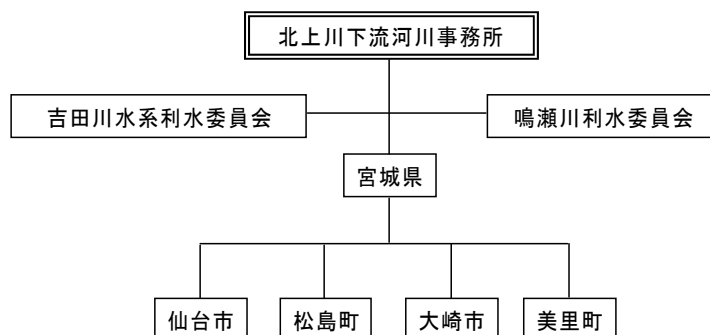 北上川下流河川事務所
吉田川水系利水委員会
鳴瀬川利水委員会
宮城県
仙台市
松島町
大崎市
美里町